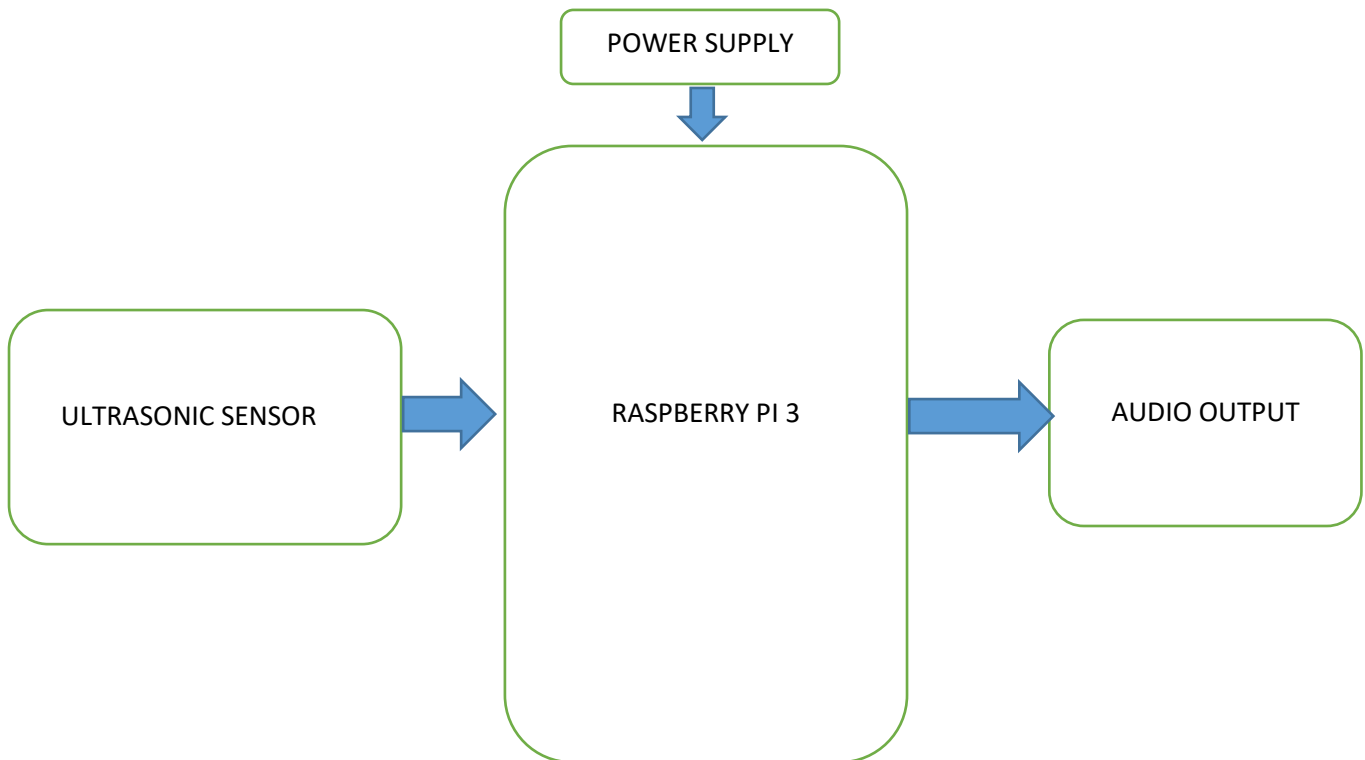 POWER SUPPLY
ULTRASONIC SENSOR
RASPBERRY PI 3
AUDIO OUTPUT